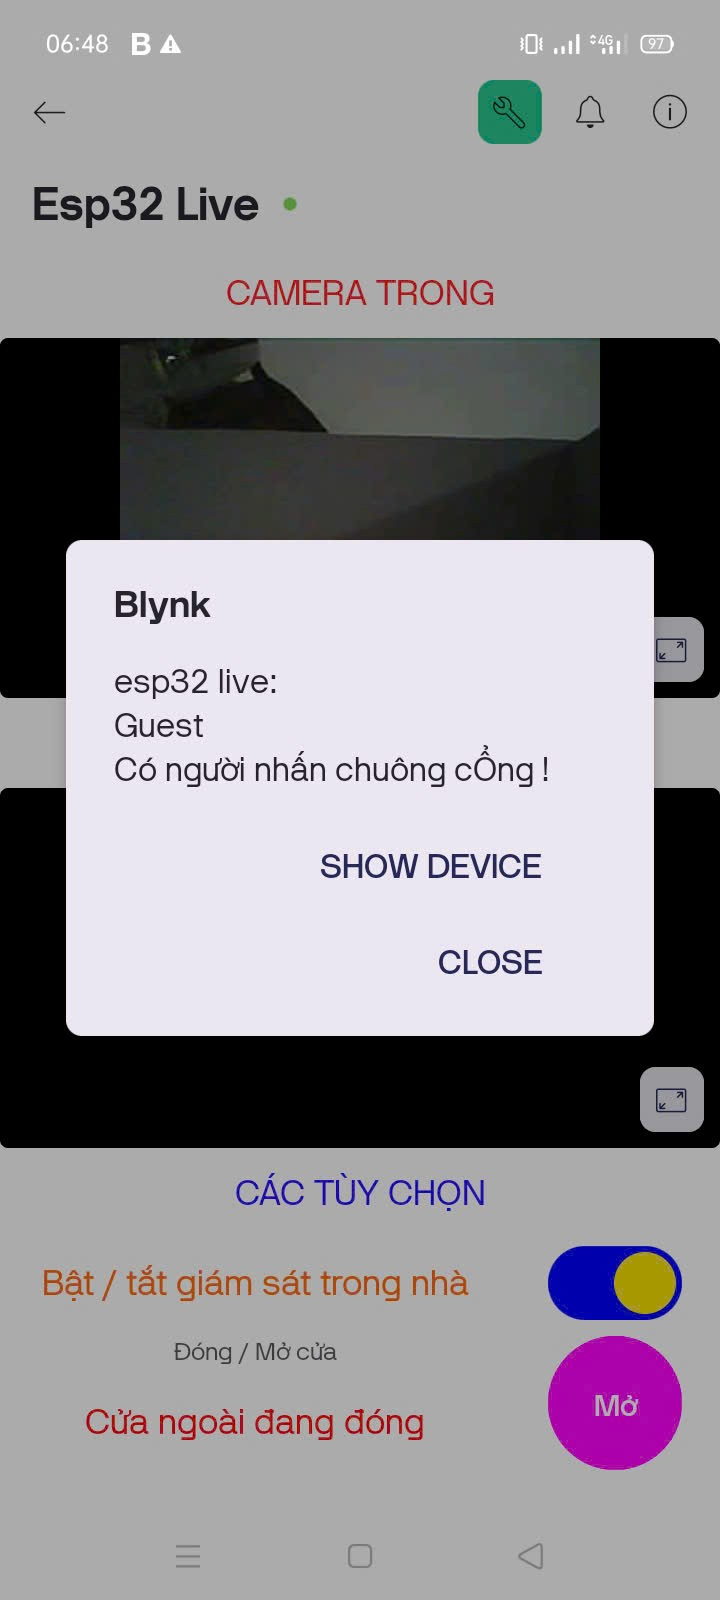 06:48 B
4G 97
Esp32 Live
CAMERA TRONG
Blynk
esp32 live:
Guest
Có người nhấn chuông cỔng !
SHOW DEVICE
CLOSE
CÁC TÙY CHỌN
Bật / tắt giám sát trong nhà
Đóng / Mở cửa
Mở
Cửa ngoài đang đóng